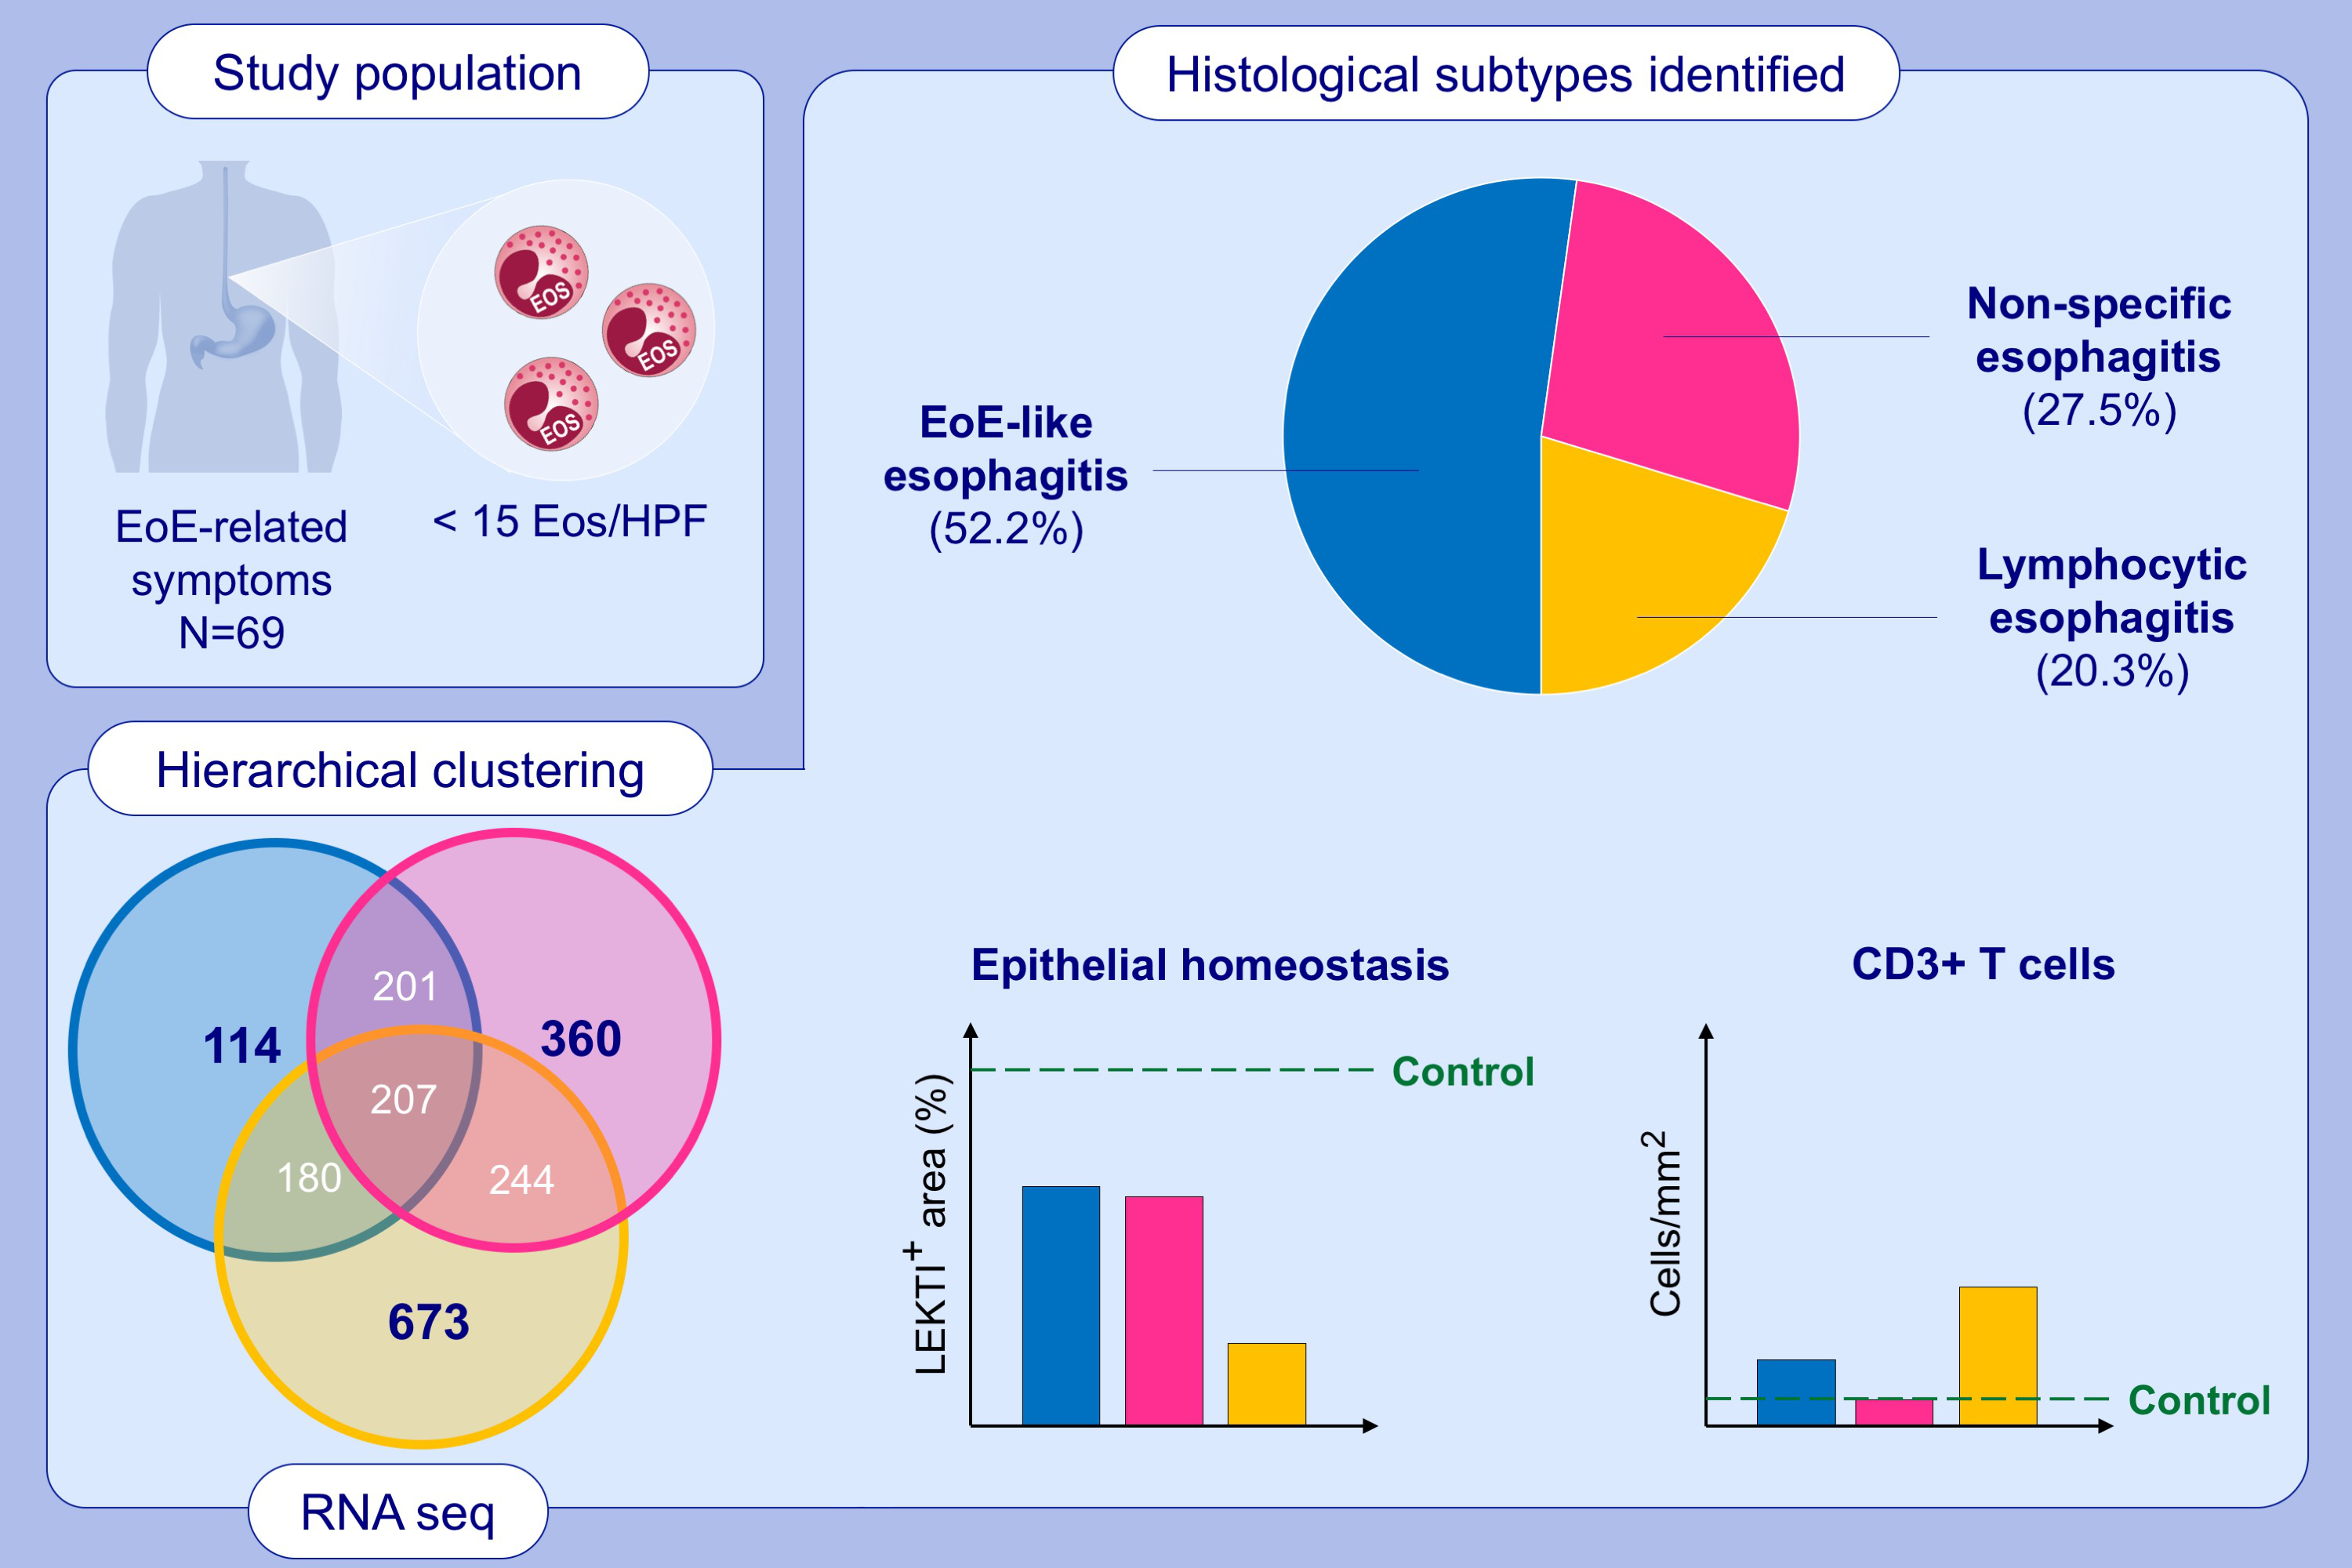 Study population
EOS
EOS
EOS
EoE-related
symptoms
N=69
< 15 Eos/HPF
Histological subtypes identified
EoE-like
esophagitis
(52.2%)
Non-specific
esophagitis
(27.5%)
Lymphocytic
esophagitis
(20.3%)
Hierarchical clustering
201
114
360
207
180
244
673
RNA seq
Epithelial homeostasis
LEKTI⁺ area (%)
Control
CD3+ T cells
Cells/mm²
Control